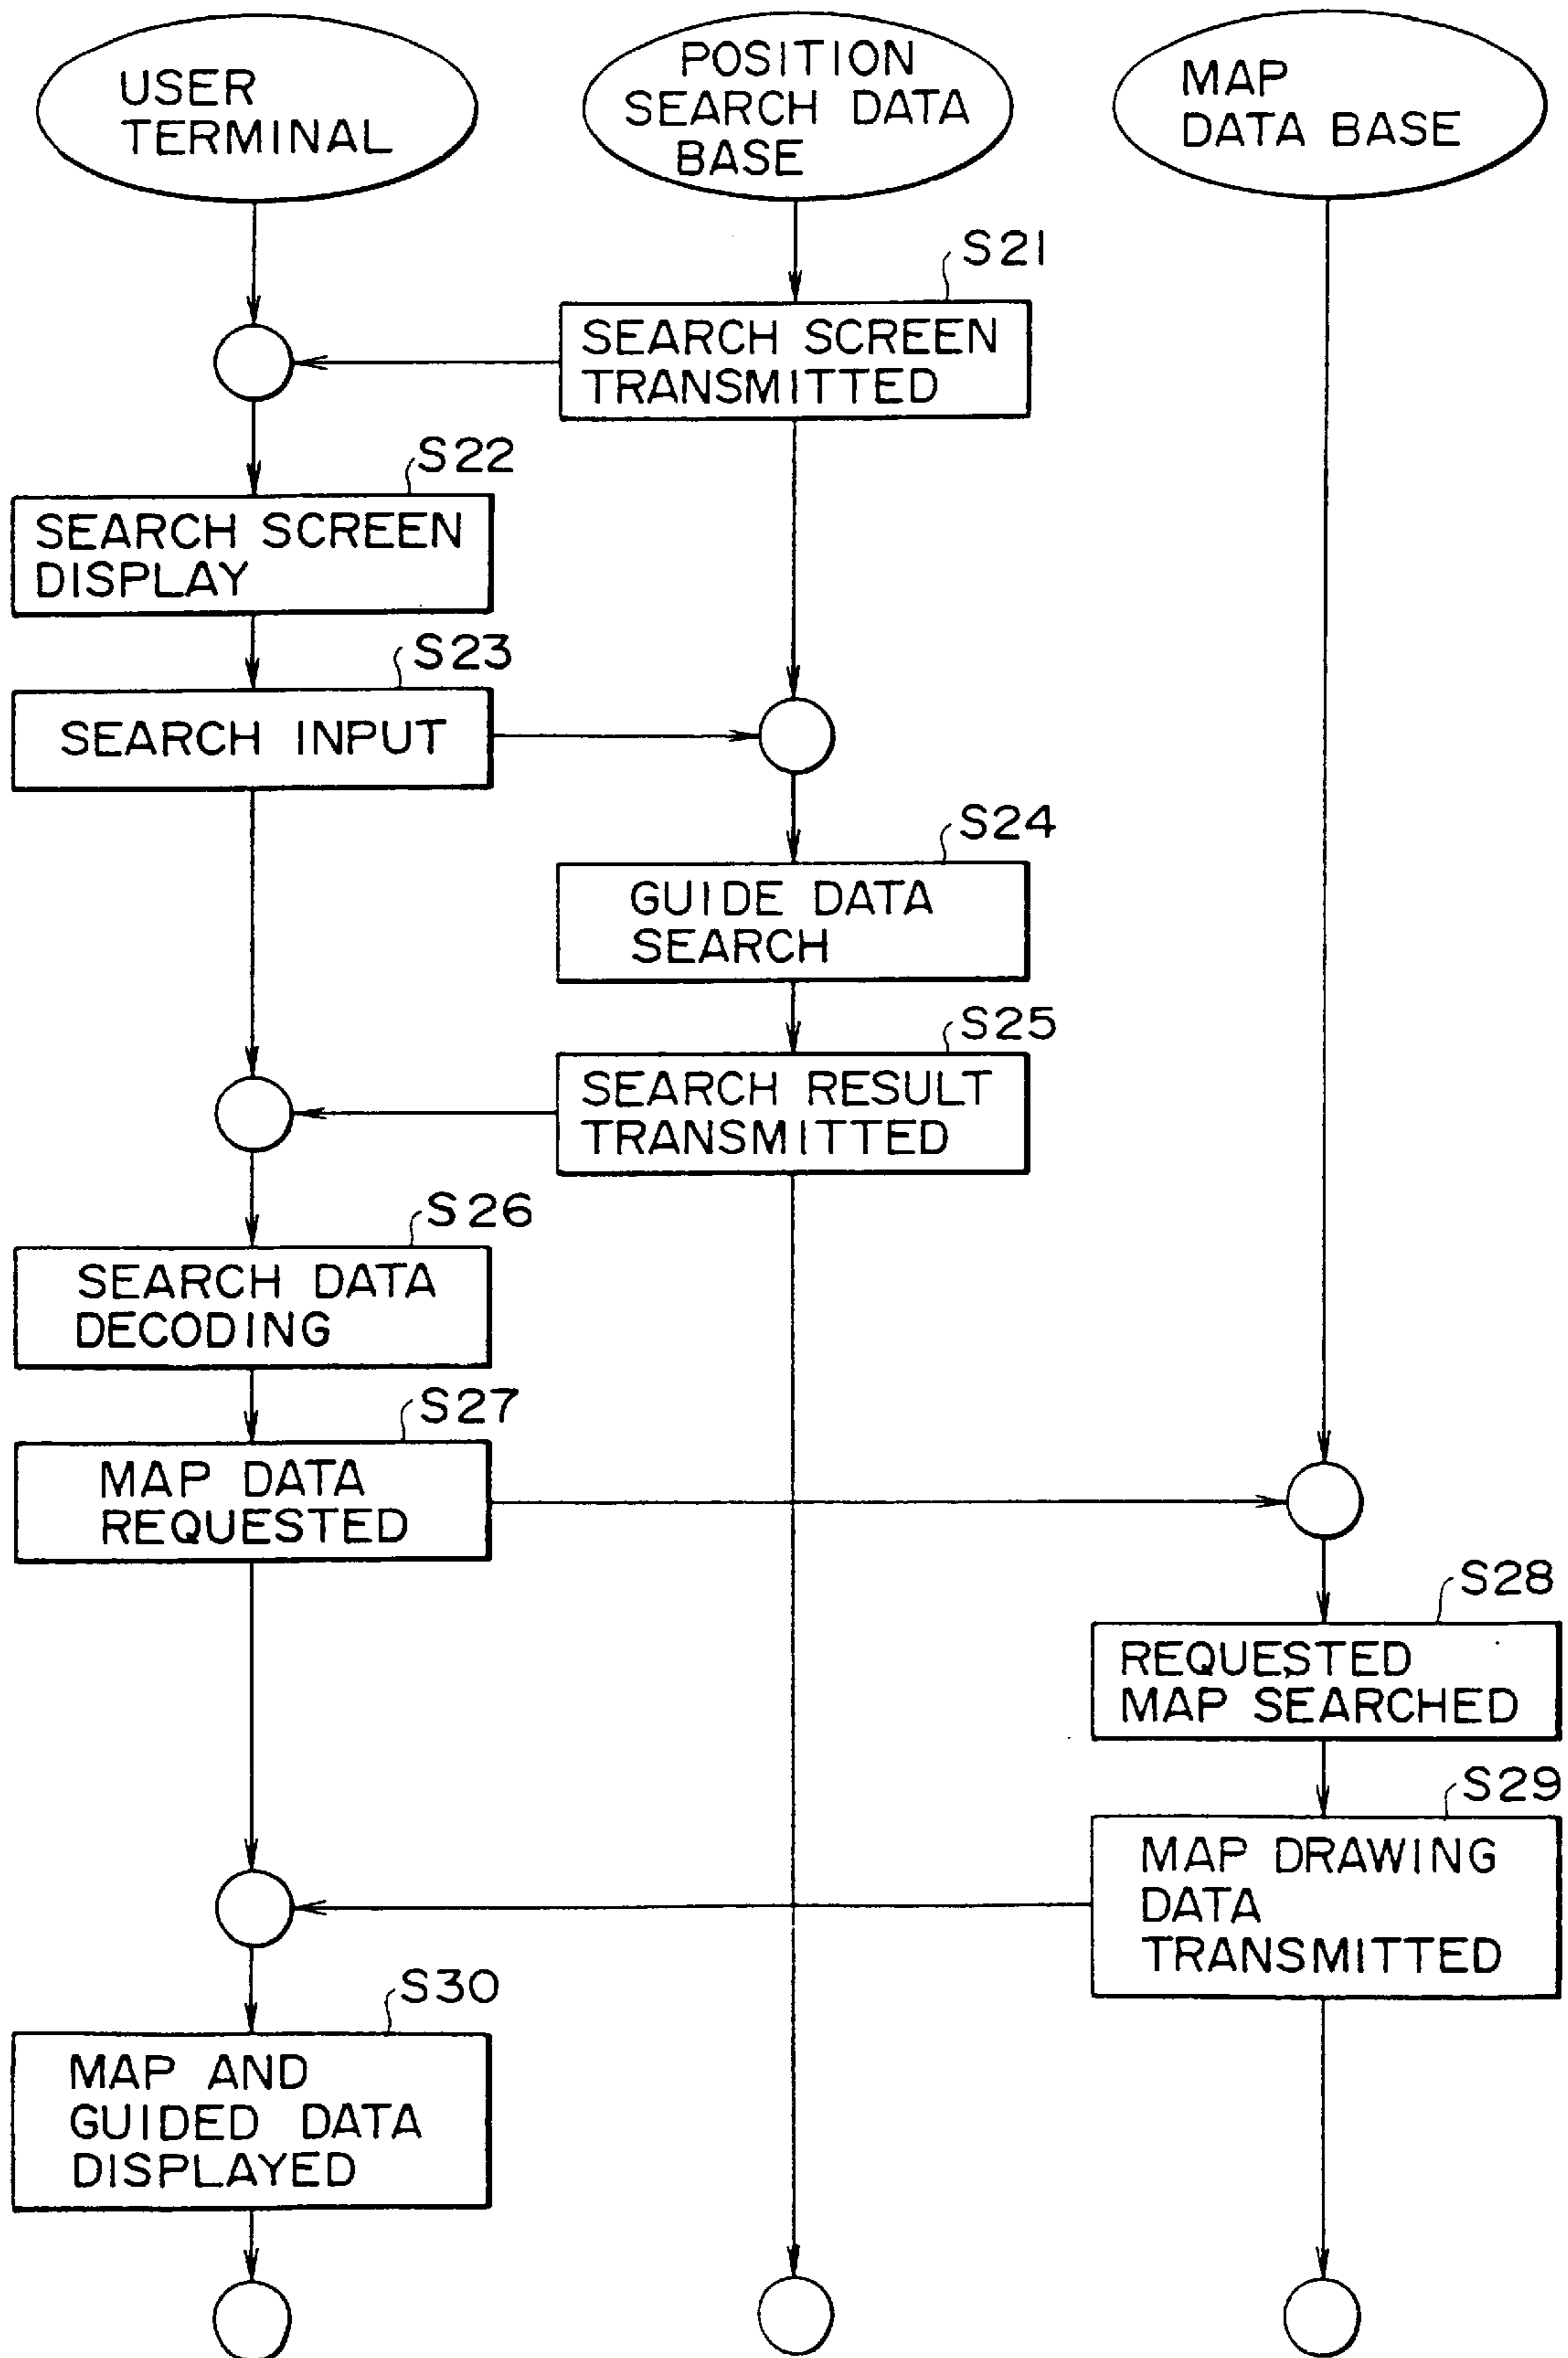 USER
TERMINAL
POSITION
SEARCH DATA
BASE
MAP
DATA BASE
S21
SEARCH SCREEN
TRANSMITTED
S22
SEARCH SCREEN
DISPLAY
S23
SEARCH INPUT
S24
GUIDE DATA
SEARCH
S25
SEARCH RESULT
TRANSMITTED
S26
SEARCH DATA
DECODING
S27
MAP DATA
REQUESTED
S28
REQUESTED
MAP SEARCHED
S29
MAP DRAWING
DATA
TRANSMITTED
S30
MAP AND
GUIDED DATA
DISPLAYED